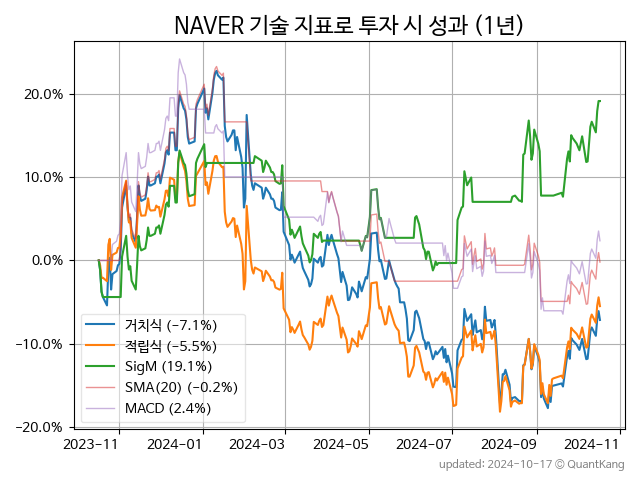 NAVER 기술 지표로 투자 시 성과 (1년)
20.0%
10.0%
0.0%
−10.0%
−20.0%
거치식 (−7.1%)
적립식 (−5.5%)
SigM (19.1%)
SMA(20) (−0.2%)
MACD (2.4%)
2023−11
2024−01
2024−03
2024−05
2024−07
2024−09
2024−11
updated: 2024-10-17 © QuantKang